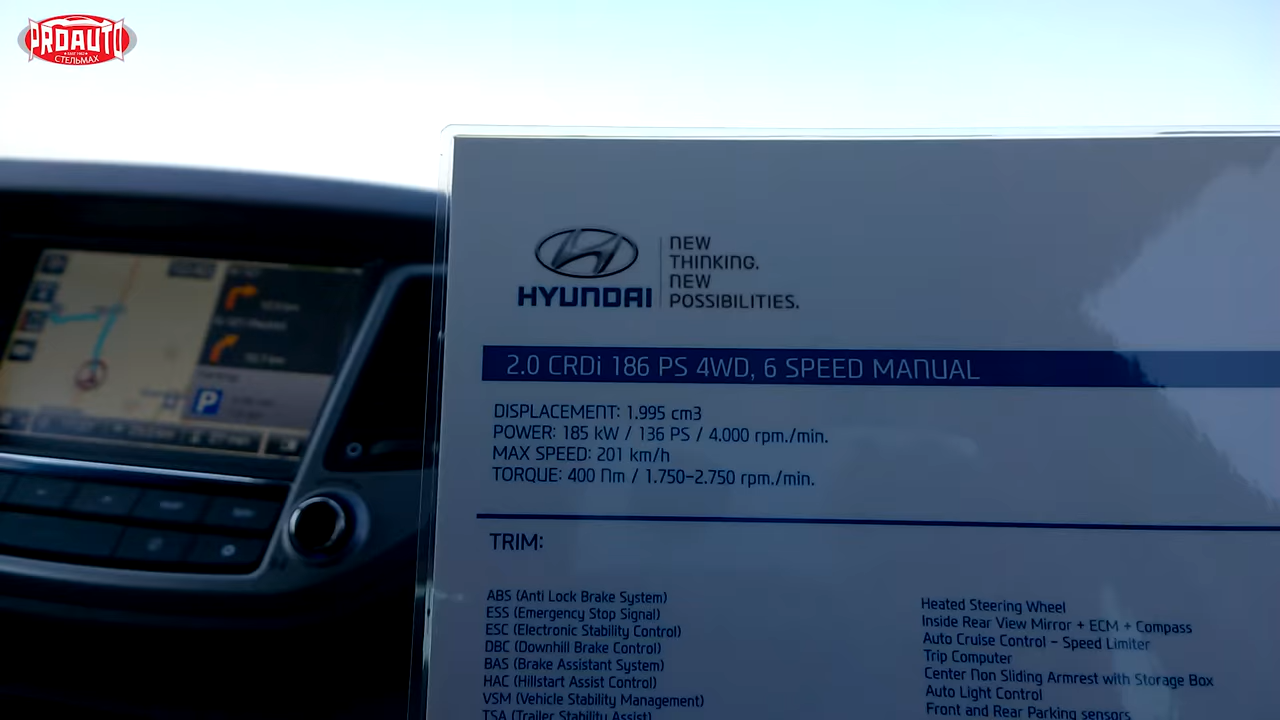 PROAUTO
СТЕЛЬМАХ
HYUNDAI
NEW
THINKING.
NEW
POSSIBILITIES.
2.0 CRDi 186 PS 4WD, 6 SPEED MANUAL
DISPLACEMENT: 1.995 cm3
POWER: 185 kW / 136 PS / 4.000 rpm./min.
MAX SPEED: 201 km/h
TORQUE: 400 Nm / 1.750-2.750 rpm./min.
TRIM:
ABS (Anti Lock Brake System)
ESS (Emergency Stop Signal)
ESC (Electronic Stability Control)
DBC (Downhill Brake Control)
BAS (Brake Assistant System)
HAC (Hillstart Assist Control)
VSM (Vehicle Stability Management)
TSA (Trailer Stability Assist)
Heated Steering Wheel
Inside Rear View Mirror + ECM + Compass
Auto Cruise Control - Speed Limiter
Trip Computer
Center Non Sliding Armrest with Storage Box
Auto Light Control
Front and Rear Parking sensors
P